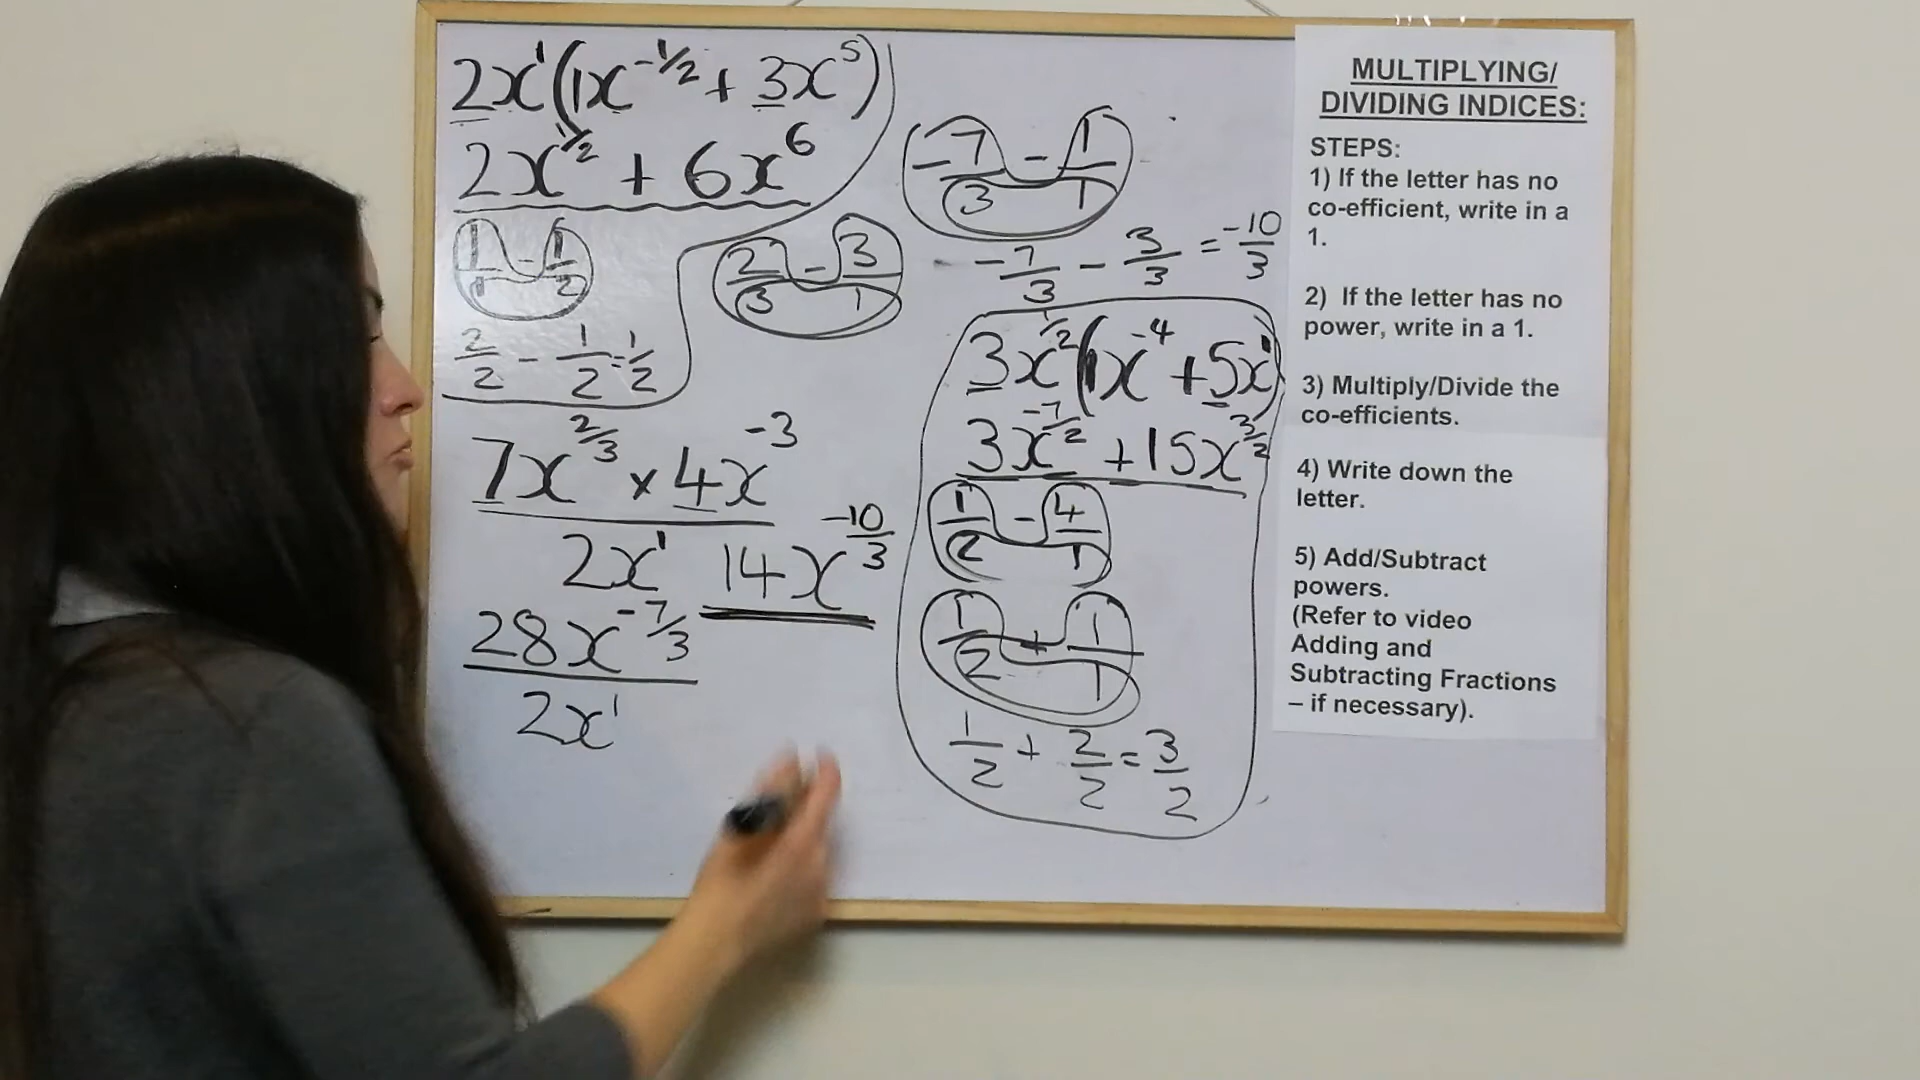 2x¹(1x^-1/2 + 3x⁵)
2x^1/2 + 6x⁶
1/1 - 1/2
2/2 - 1/2 = 1/2
2/3 - 3/1
7x^2/3 × 4x^-3
2x¹
14x^-10/3
28x^-7/3
2x¹
-7/3 - 1/1
-7/3 - 3/3 = -10/3
3x^1/2(1x^-4 + 5x¹)
3x^-7/2 + 15x^3/2
1/2 - 4/1
1/2 + 1/1
1/2 + 2/2 = 3/2
MULTIPLYING/
DIVIDING INDICES:
STEPS:
1) If the letter has no
co-efficient, write in a
1.
2) If the letter has no
power, write in a 1.
3) Multiply/Divide the
co-efficients.
4) Write down the
letter.
5) Add/Subtract
powers.
(Refer to video
Adding and
Subtracting Fractions
– if necessary).